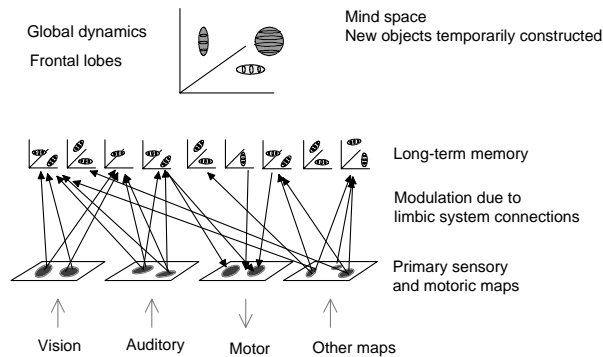 Global dynamics
Frontal lobes
Mind space
New objects temporarily constructed
Long-term memory
Modulation due to
limbic system connections
Primary sensory
and motoric maps
Vision
Auditory
Motor
Other maps